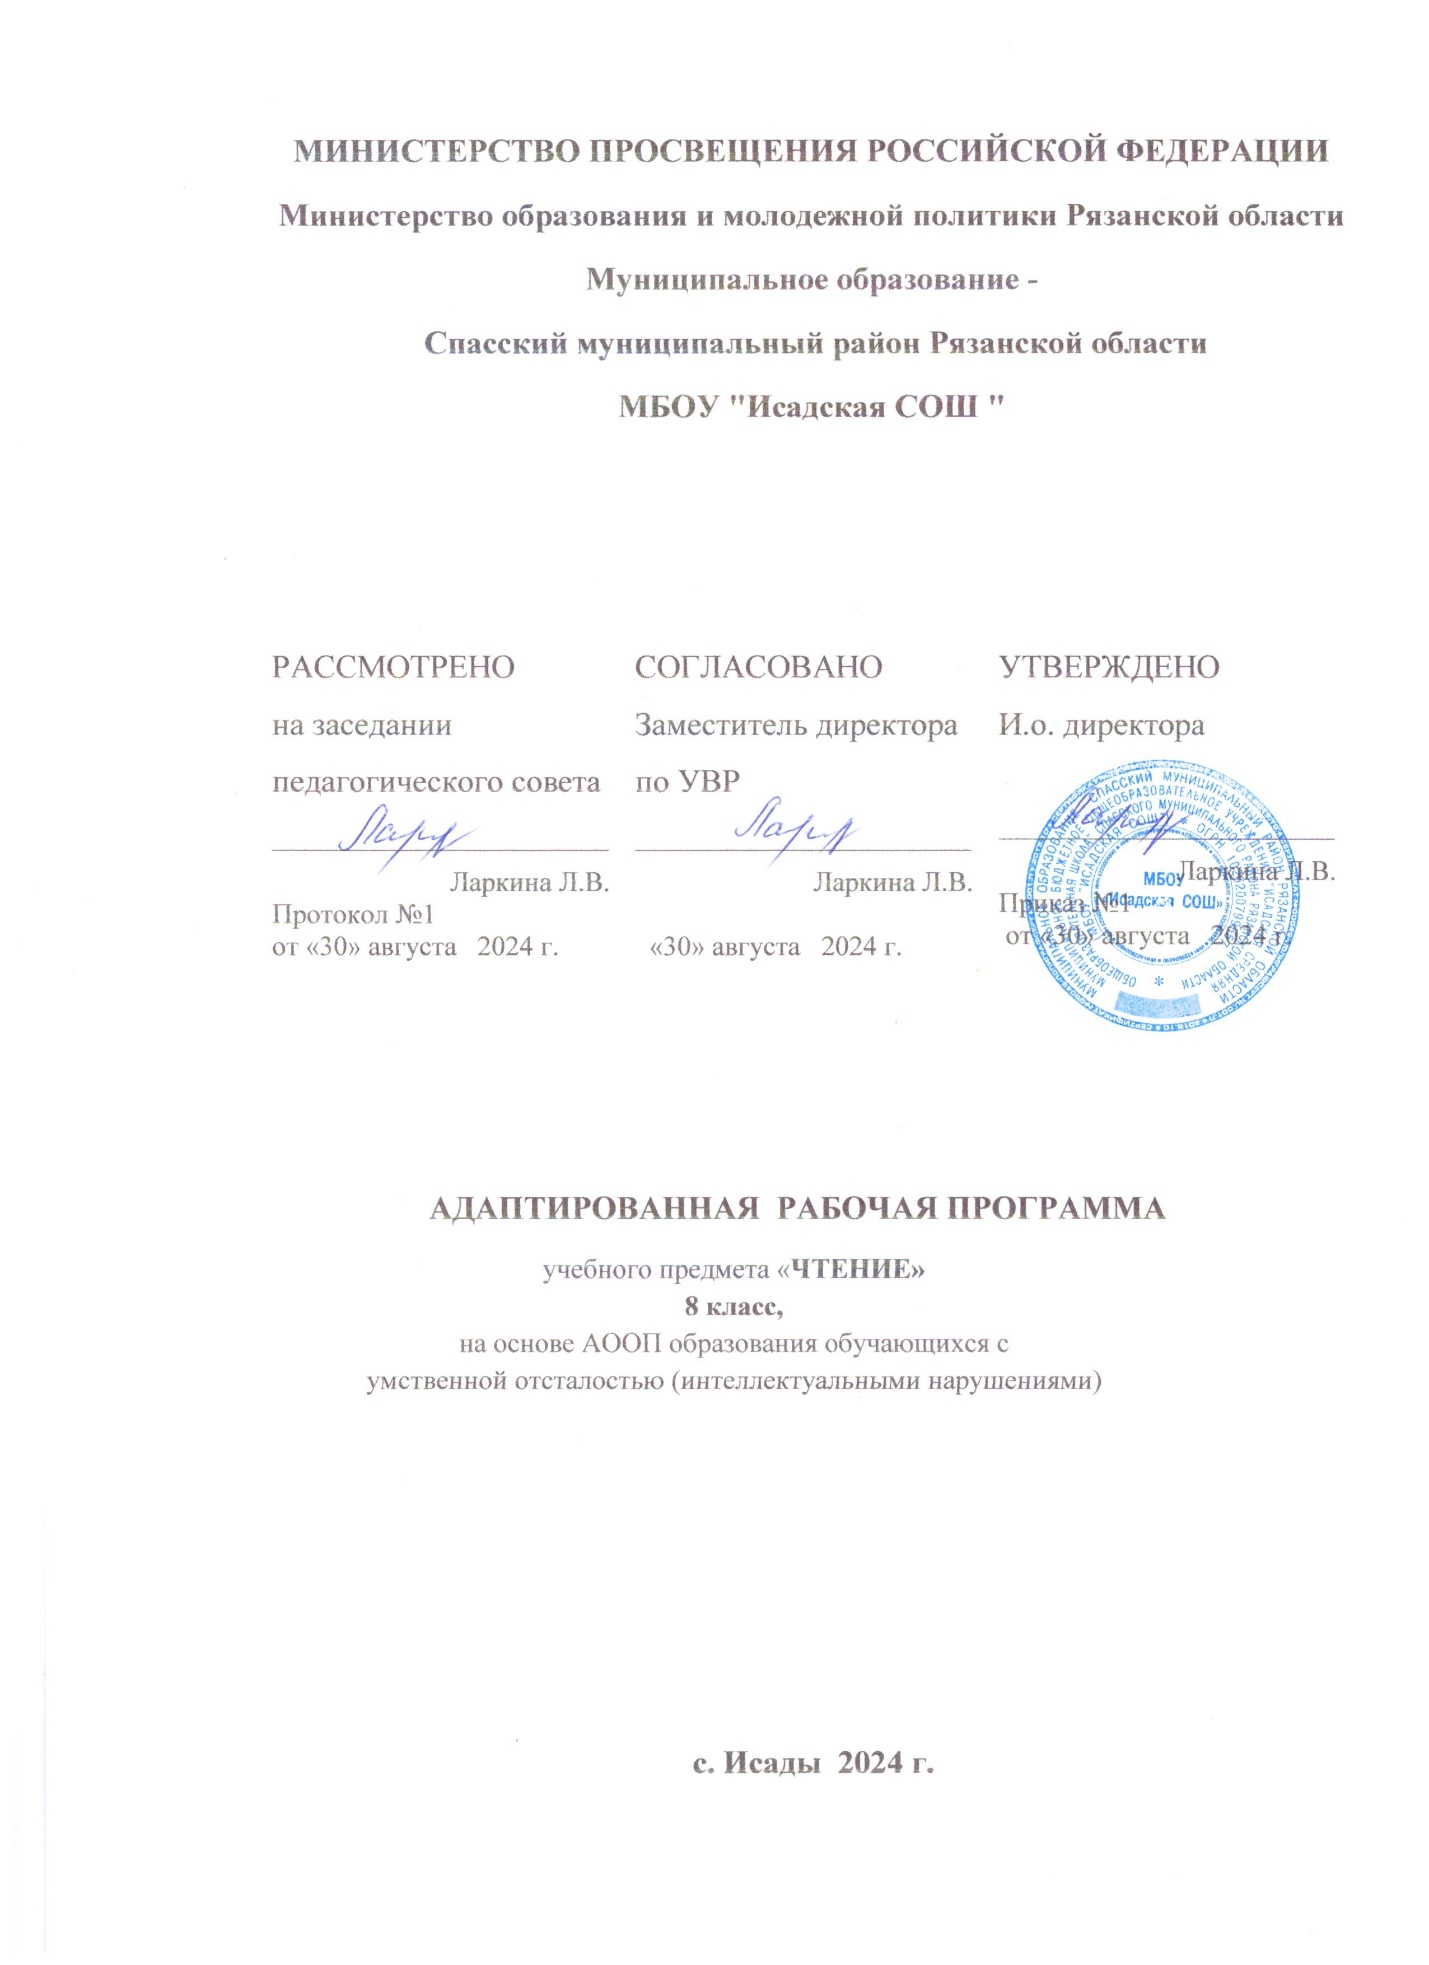 МИНИСТЕРСТВО ПРОСВЕЩЕНИЯ РОССИЙСКОЙ ФЕДЕРАЦИИ
Министерство образования и молодежной политики Рязанской области
Муниципальное образование -
Спасский муниципальный район Рязанской области
МБОУ "Исадская СОШ "
РАССМОТРЕНО
на заседании
педагогического совета
Ларкина Л.В.
Протокол №1
от «30» августа 2024 г.
СОГЛАСОВАНО
Заместитель директора
по УВР
Ларкина Л.В.
«30» августа 2024 г.
УТВЕРЖДЕНО
И.о. директора
Ларкина Л.В.
Приказ №1
от «30» августа 2024 г
МБОУ
«Исадская СОШ»
АДАПТИРОВАННАЯ РАБОЧАЯ ПРОГРАММА
учебного предмета «ЧТЕНИЕ»
8 класс,
на основе АООП образования обучающихся с
умственной отсталостью (интеллектуальными нарушениями)
с. Исады 2024 г.